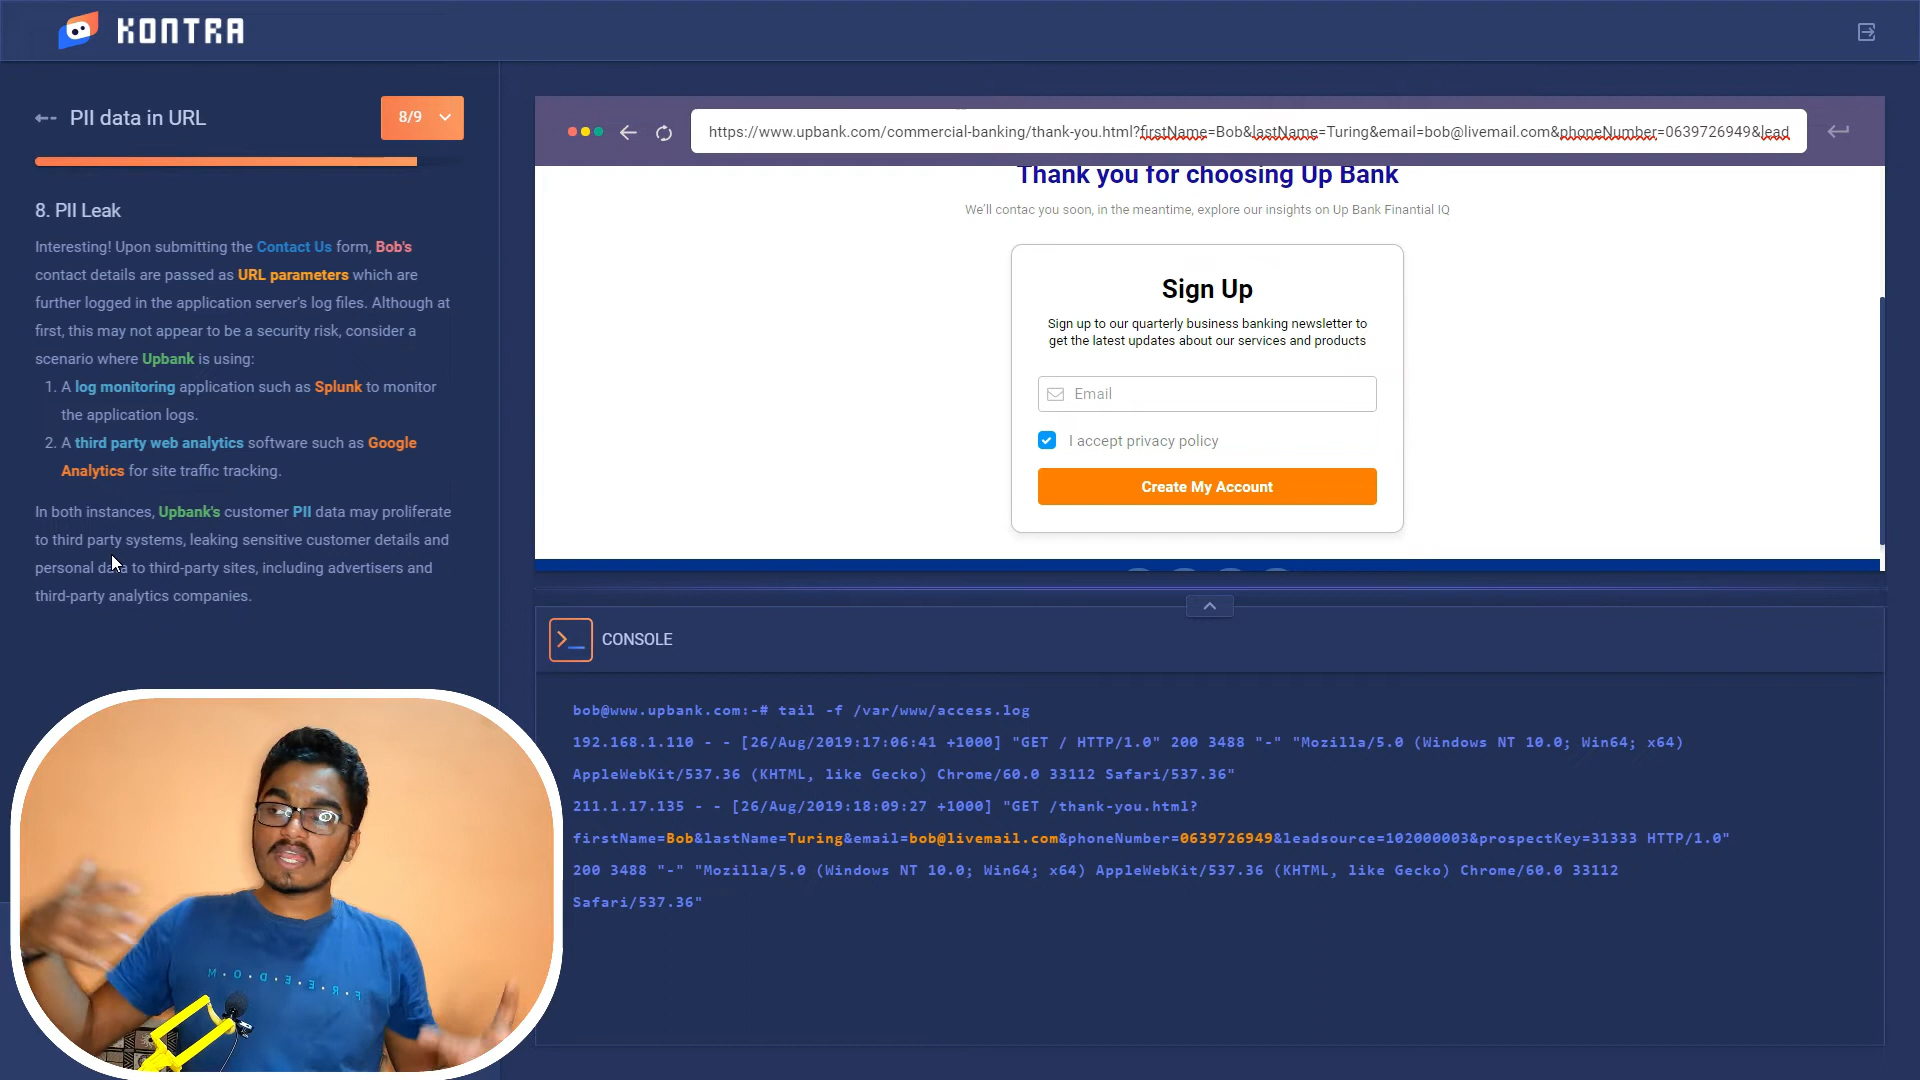 KONTRA
PII data in URL
8/9
8. PII Leak
Interesting! Upon submitting the Contact Us form, Bob's
contact details are passed as URL parameters which are
further logged in the application server's log files. Although at
first, this may not appear to be a security risk, consider a
scenario where Upbank is using:
1. A log monitoring application such as Splunk to monitor
the application logs.
2. A third party web analytics software such as Google
Analytics for site traffic tracking.
In both instances, Upbank's customer PII data may proliferate
to third party systems, leaking sensitive customer details and
personal data to third-party sites, including advertisers and
third-party analytics companies.
https://www.upbank.com/commercial-banking/thank-you.html?firstName=Bob&lastName=Turing&email=bob@livemail.com&phoneNumber=0639726949&lead
Thank you for choosing Up Bank
We'll contac you soon, in the meantime, explore our insights on Up Bank Finantial IQ
Sign Up
Sign up to our quarterly business banking newsletter to
get the latest updates about our services and products
Email
I accept privacy policy
Create My Account
>_ CONSOLE
bob@www.upbank.com:-# tail -f /var/www/access.log
192.168.1.110 - - [26/Aug/2019:17:06:41 +1000] "GET / HTTP/1.0" 200 3488 "-" "Mozilla/5.0 (Windows NT 10.0; Win64; x64)
AppleWebKit/537.36 (KHTML, like Gecko) Chrome/60.0 33112 Safari/537.36"
211.1.17.135 - - [26/Aug/2019:18:09:27 +1000] "GET /thank-you.html?
firstName=Bob&lastName=Turing&email=bob@livemail.com&phoneNumber=0639726949&leadsource=102000003&prospectKey=31333 HTTP/1.0"
200 3488 "-" "Mozilla/5.0 (Windows NT 10.0; Win64; x64) AppleWebKit/537.36 (KHTML, like Gecko) Chrome/60.0 33112
Safari/537.36"
M.O.D.E.E.R.F